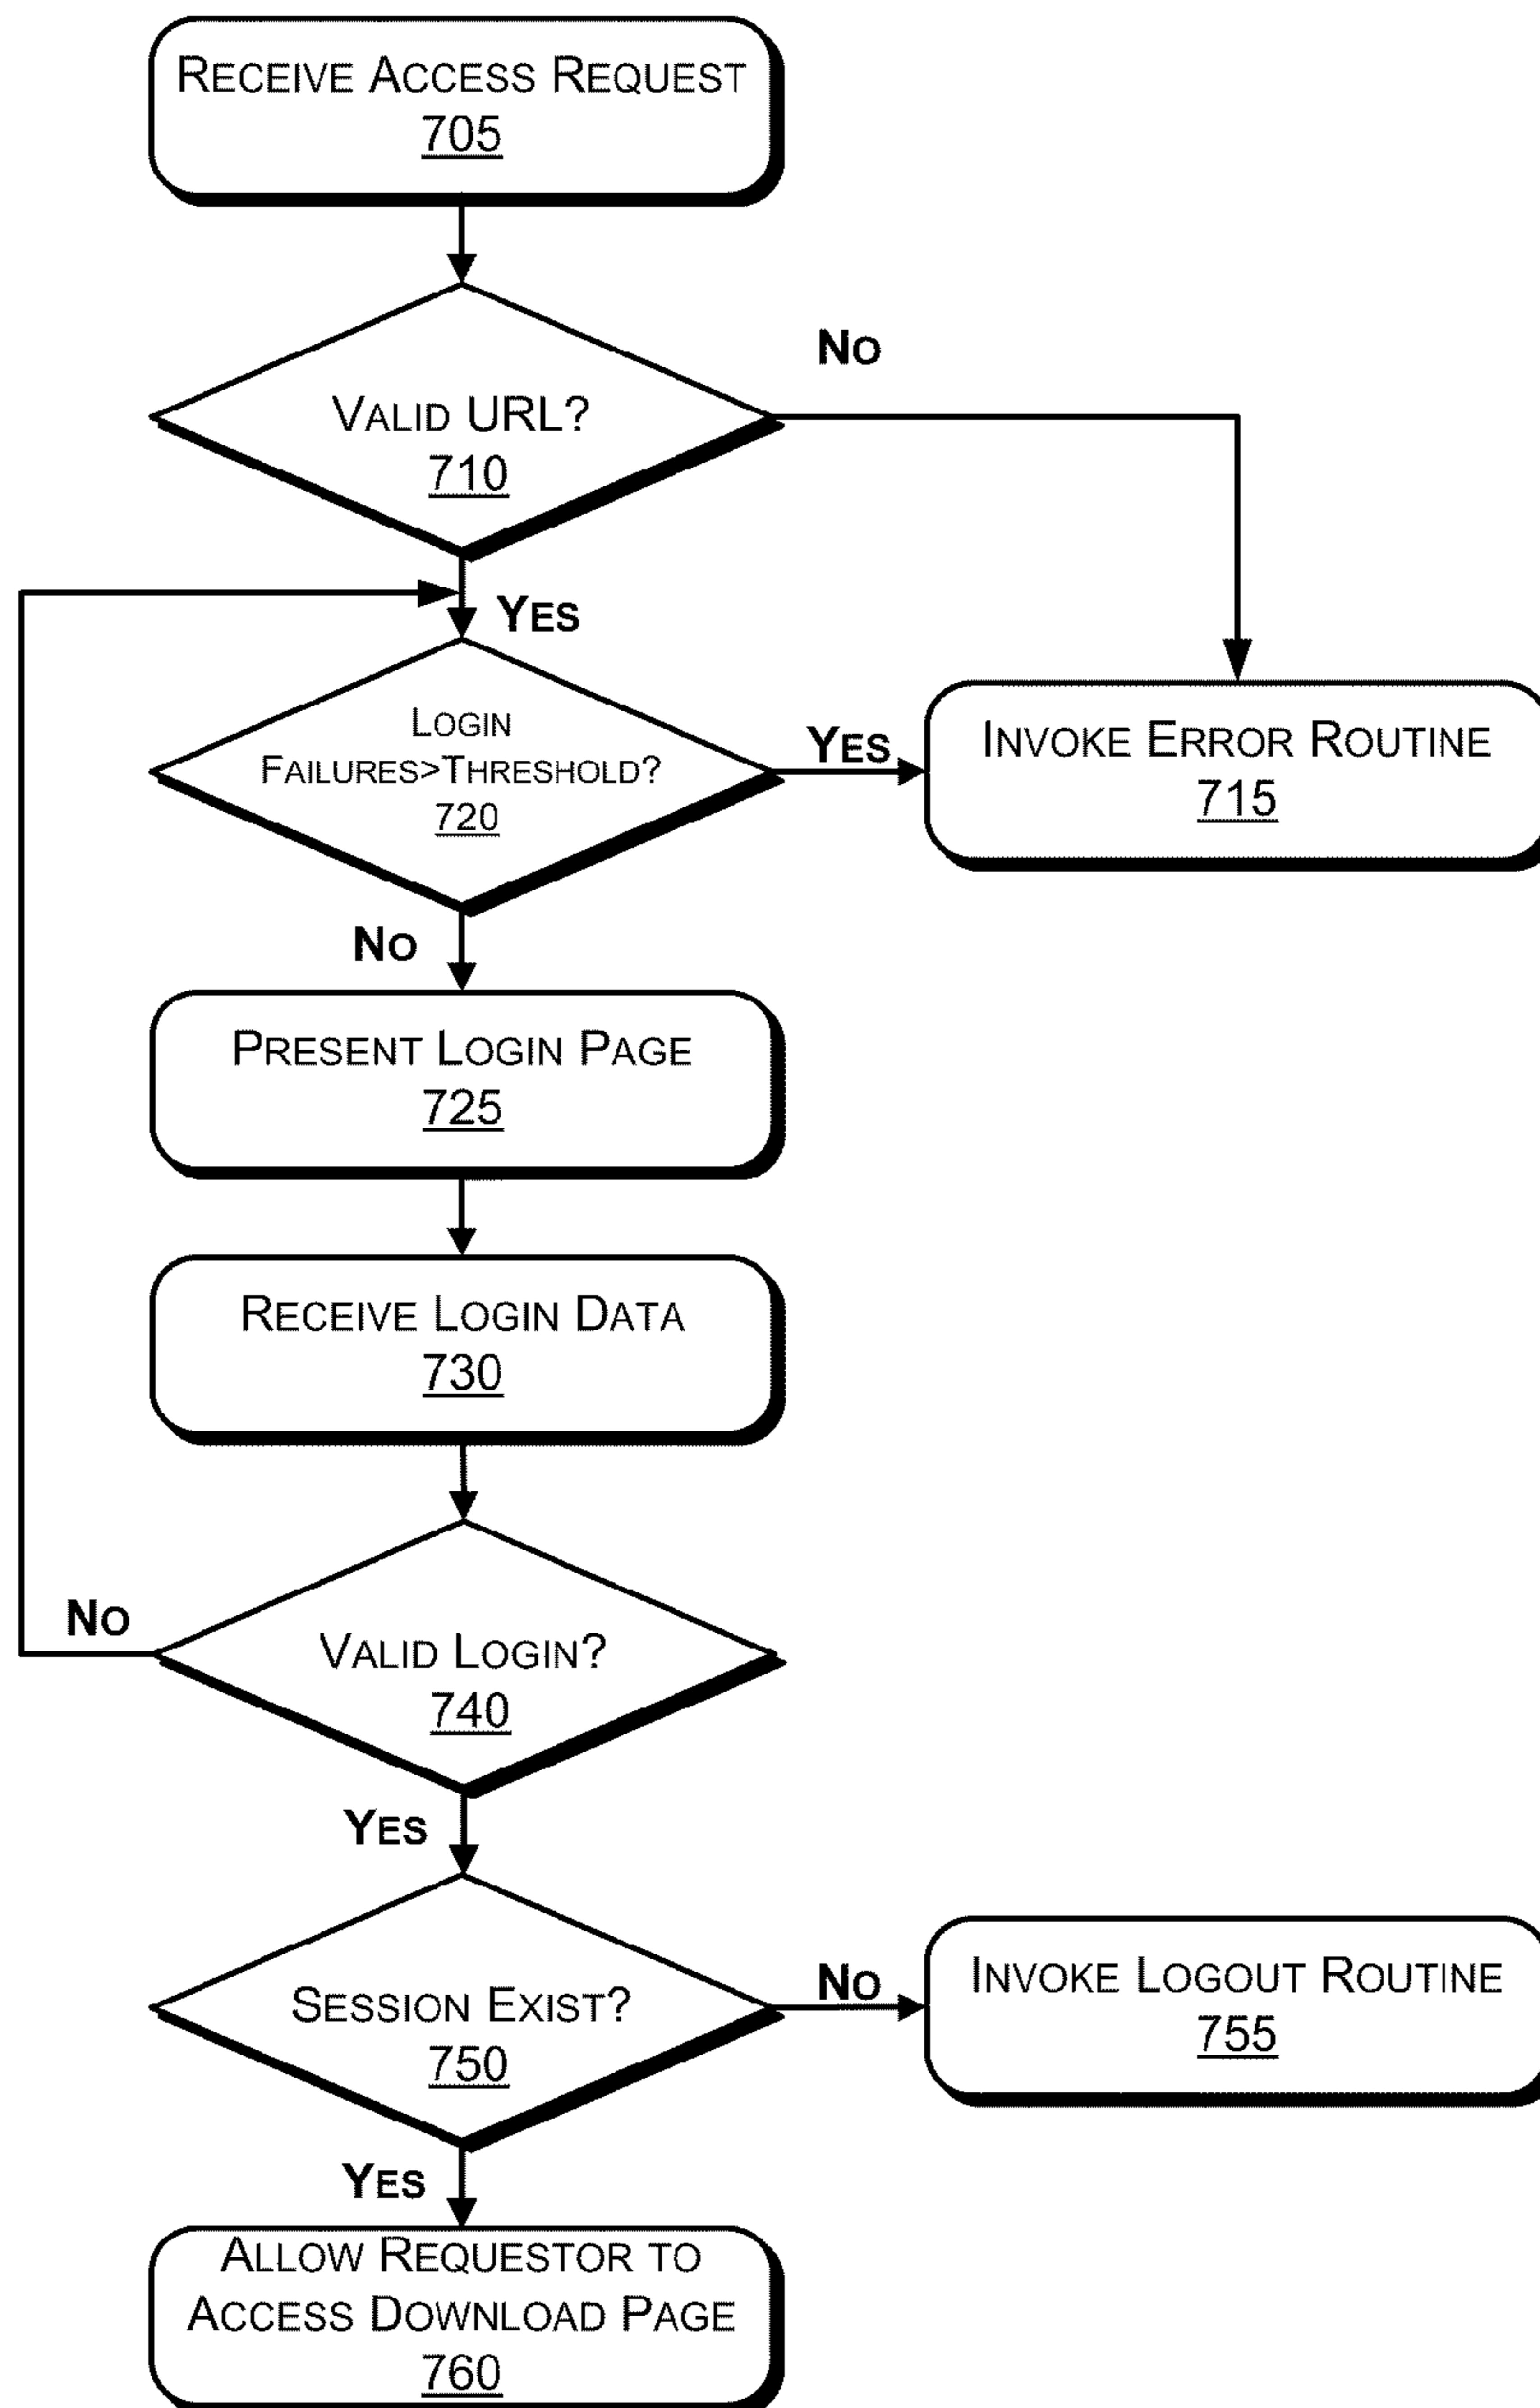 RECEIVE ACCESS REQUEST
705
NO
VALID URL?
710
YES
LOGIN
FAILURES>THRESHOLD?
720
YES
INVOKE ERROR ROUTINE
715
NO
PRESENT LOGIN PAGE
725
RECEIVE LOGIN DATA
730
NO
VALID LOGIN?
740
YES
SESSION EXIST?
750
NO
INVOKE LOGOUT ROUTINE
755
YES
ALLOW REQUESTOR TO
ACCESS DOWNLOAD PAGE
760